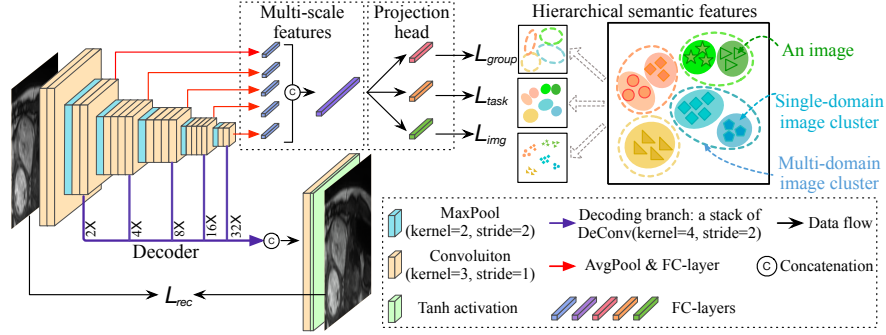 Multi-scale
features
Projection
head
Hierarchical semantic features
L_group
L_task
L_img
C
An image
Single-domain
image cluster
Multi-domain
image cluster
2X
4X
8X
16X
32X
Decoder
C
L_rec
MaxPool
(kernel=2, stride=2)
Convoluiton
(kernel=3, stride=1)
Tanh activation
Decoding branch: a stack of
DeConv(kernel=4, stride=2)
AvgPool & FC-layer
FC-layers
Data flow
C Concatenation